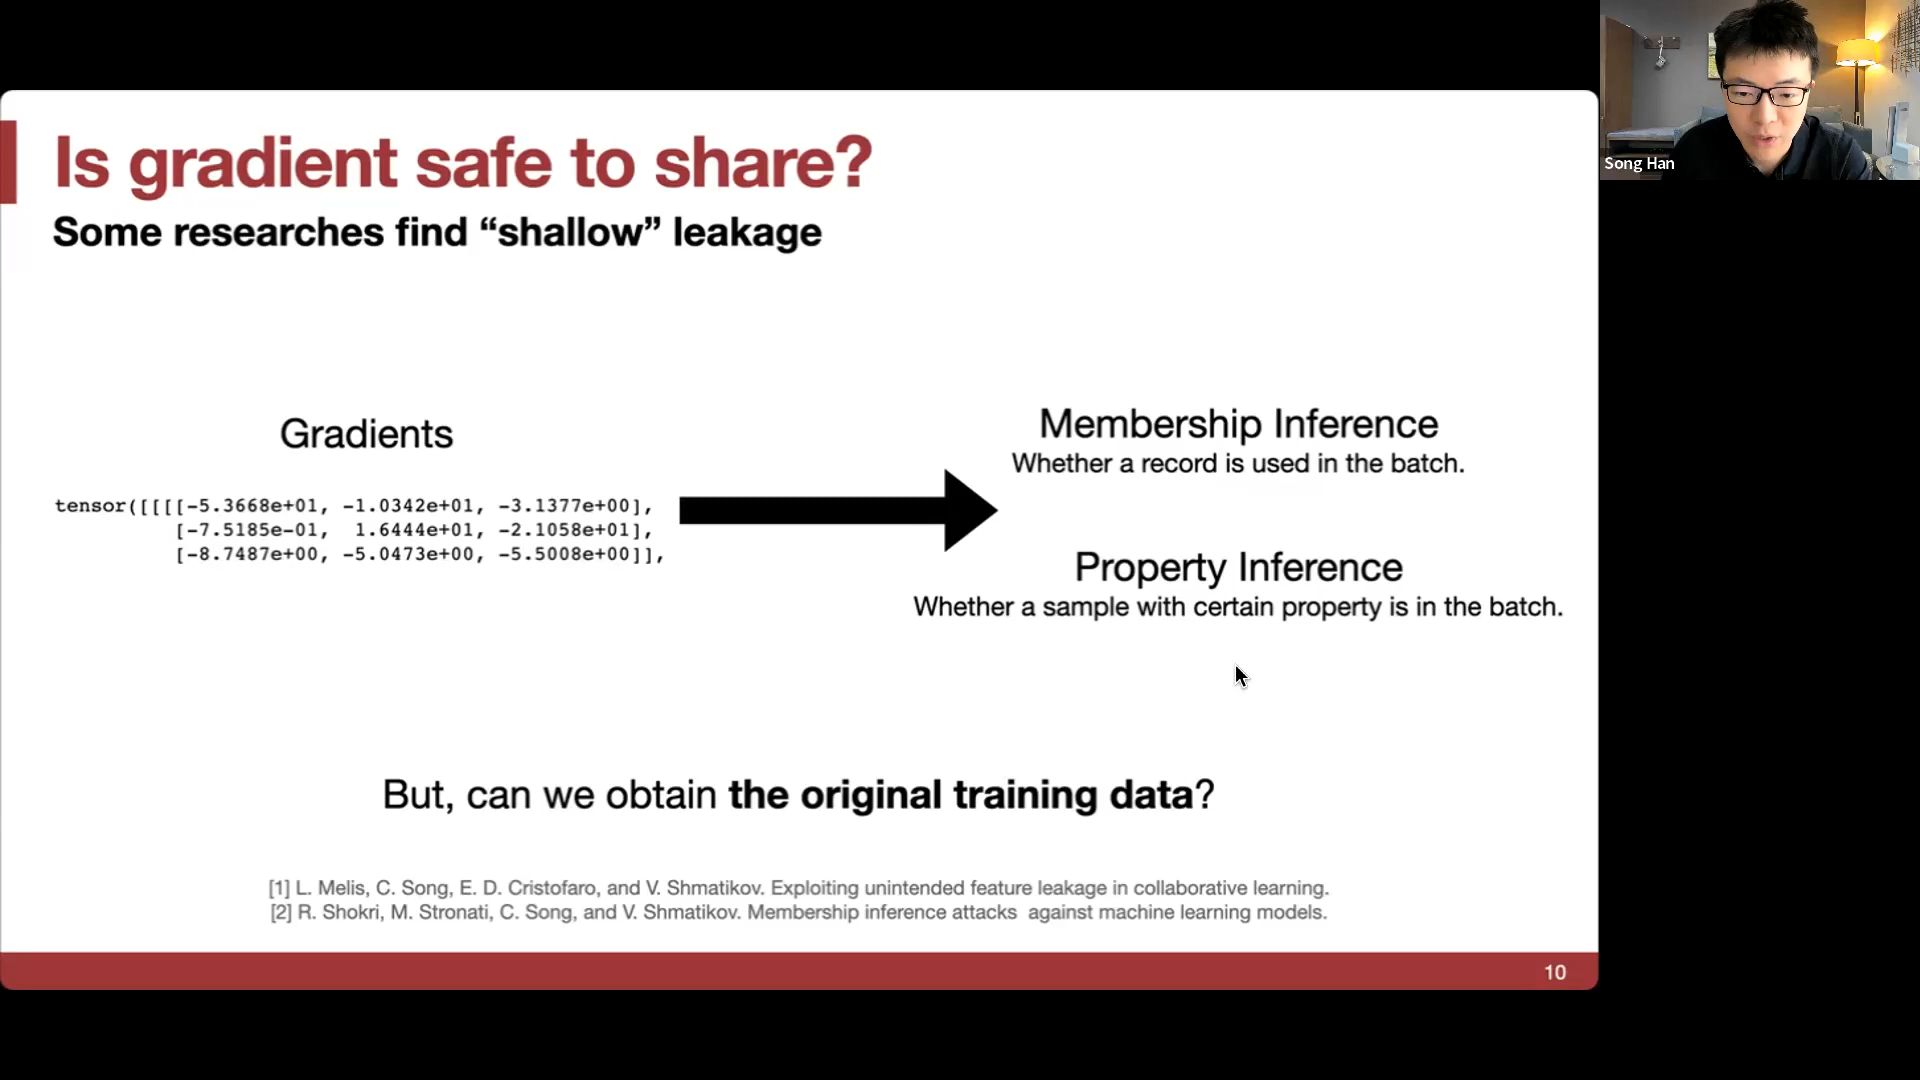 Is gradient safe to share?
Some researches find “shallow” leakage
Song Han
Gradients
tensor([[[[-5.3668e+01, -1.0342e+01, -3.1377e+00],
[-7.5185e-01, 1.6444e+01, -2.1058e+01],
[-8.7487e+00, -5.0473e+00, -5.5008e+00]],
Membership Inference
Whether a record is used in the batch.
Property Inference
Whether a sample with certain property is in the batch.
But, can we obtain the original training data?
[1] L. Melis, C. Song, E. D. Cristofaro, and V. Shmatikov. Exploiting unintended feature leakage in collaborative learning.
[2] R. Shokri, M. Stronati, C. Song, and V. Shmatikov. Membership inference attacks against machine learning models.
10